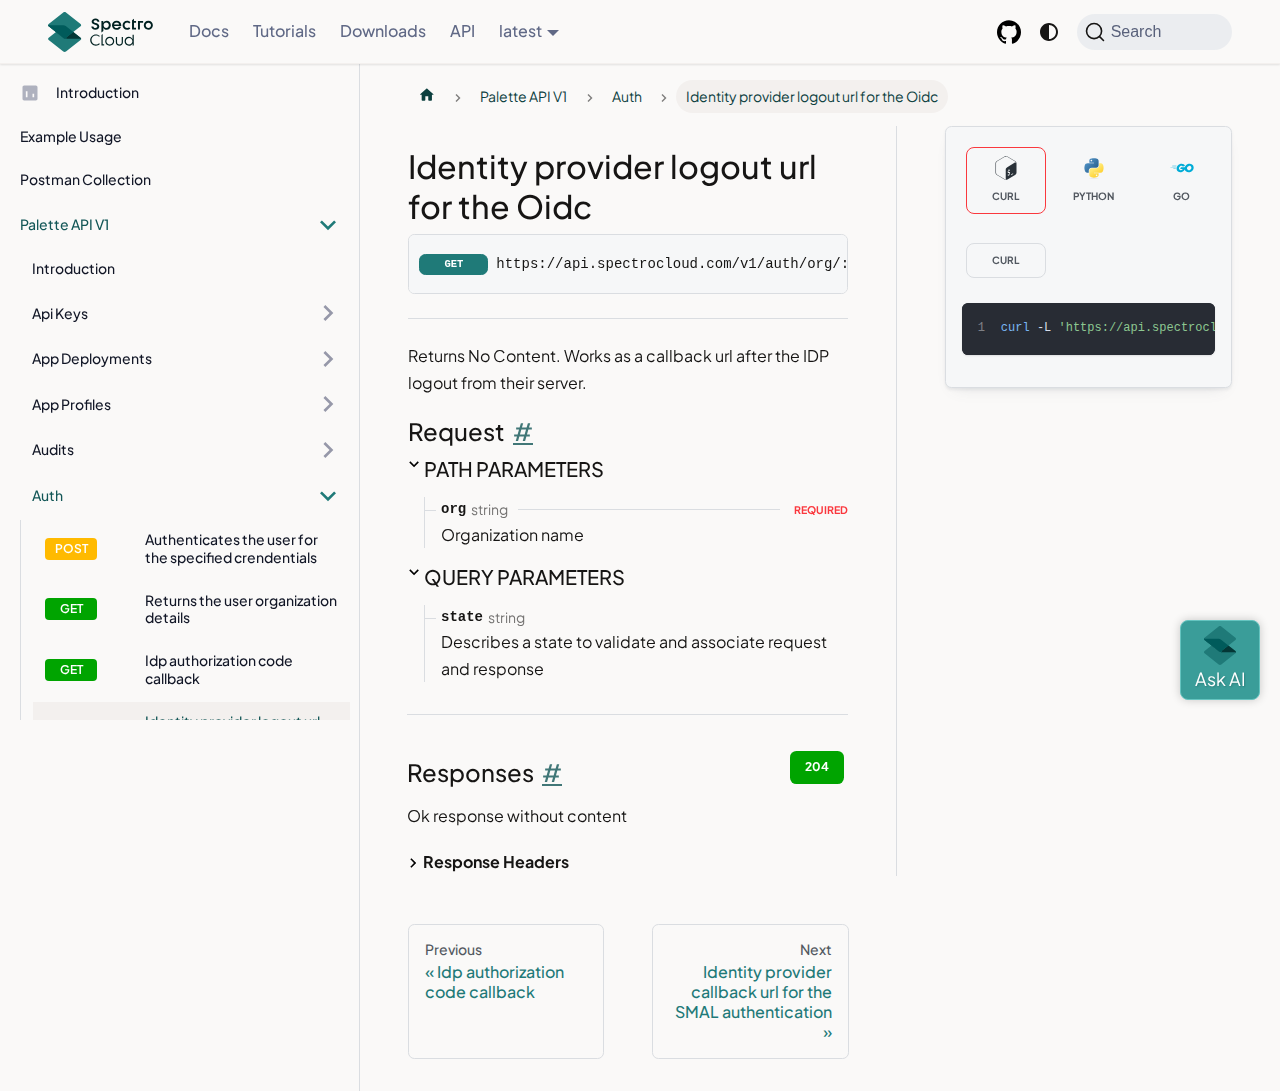 Spectro
Cloud
Docs
Tutorials
Downloads
API
latest
Search
Introduction
Example Usage
Postman Collection
Palette API V1
Introduction
Api Keys
App Deployments
App Profiles
Audits
Auth
POST
Authenticates the user for
the specified crendentials
GET
Returns the user organization
details
GET
Idp authorization code
callback
Identity provider logout url
Palette API V1
Auth
Identity provider logout url for the Oidc
Identity provider logout url
for the Oidc
GET https://api.spectrocloud.com/v1/auth/org/:
Returns No Content. Works as a callback url after the IDP
logout from their server.
Request #
PATH PARAMETERS
org string REQUIRED
Organization name
QUERY PARAMETERS
state string
Describes a state to validate and associate request
and response
Responses #
204
Ok response without content
Response Headers
Previous
« Idp authorization
code callback
Next
Identity provider
callback url for the
SMAL authentication
»
CURL
PYTHON
GO
CURL
1 curl -L 'https://api.spectrocl
Ask AI